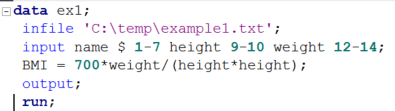 data ex1;
infile 'C:\temp\example1.txt';
input name $ 1-7 height 9-10 weight 12-14;
BMI = 700*weight/(height*height);
output;
run;